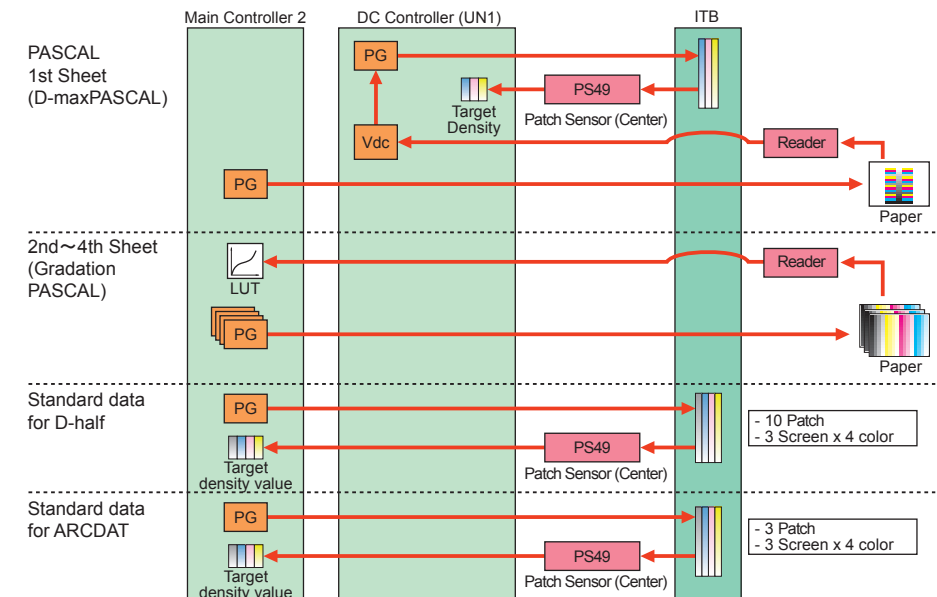 Main Controller 2
DC Controller (UN1)
ITB
PASCAL
1st Sheet
(D-maxPASCAL)
PG
Target
Density
PS49
Patch Sensor (Center)
Vdc
Reader
PG
Paper
2nd～4th Sheet
(Gradation
PASCAL)
LUT
Reader
PG
Paper
Standard data
for D-half
PG
Target
density value
PS49
Patch Sensor (Center)
- 10 Patch
- 3 Screen x 4 color
Standard data
for ARCDAT
PG
Target
density value
PS49
Patch Sensor (Center)
- 3 Patch
- 3 Screen x 4 color